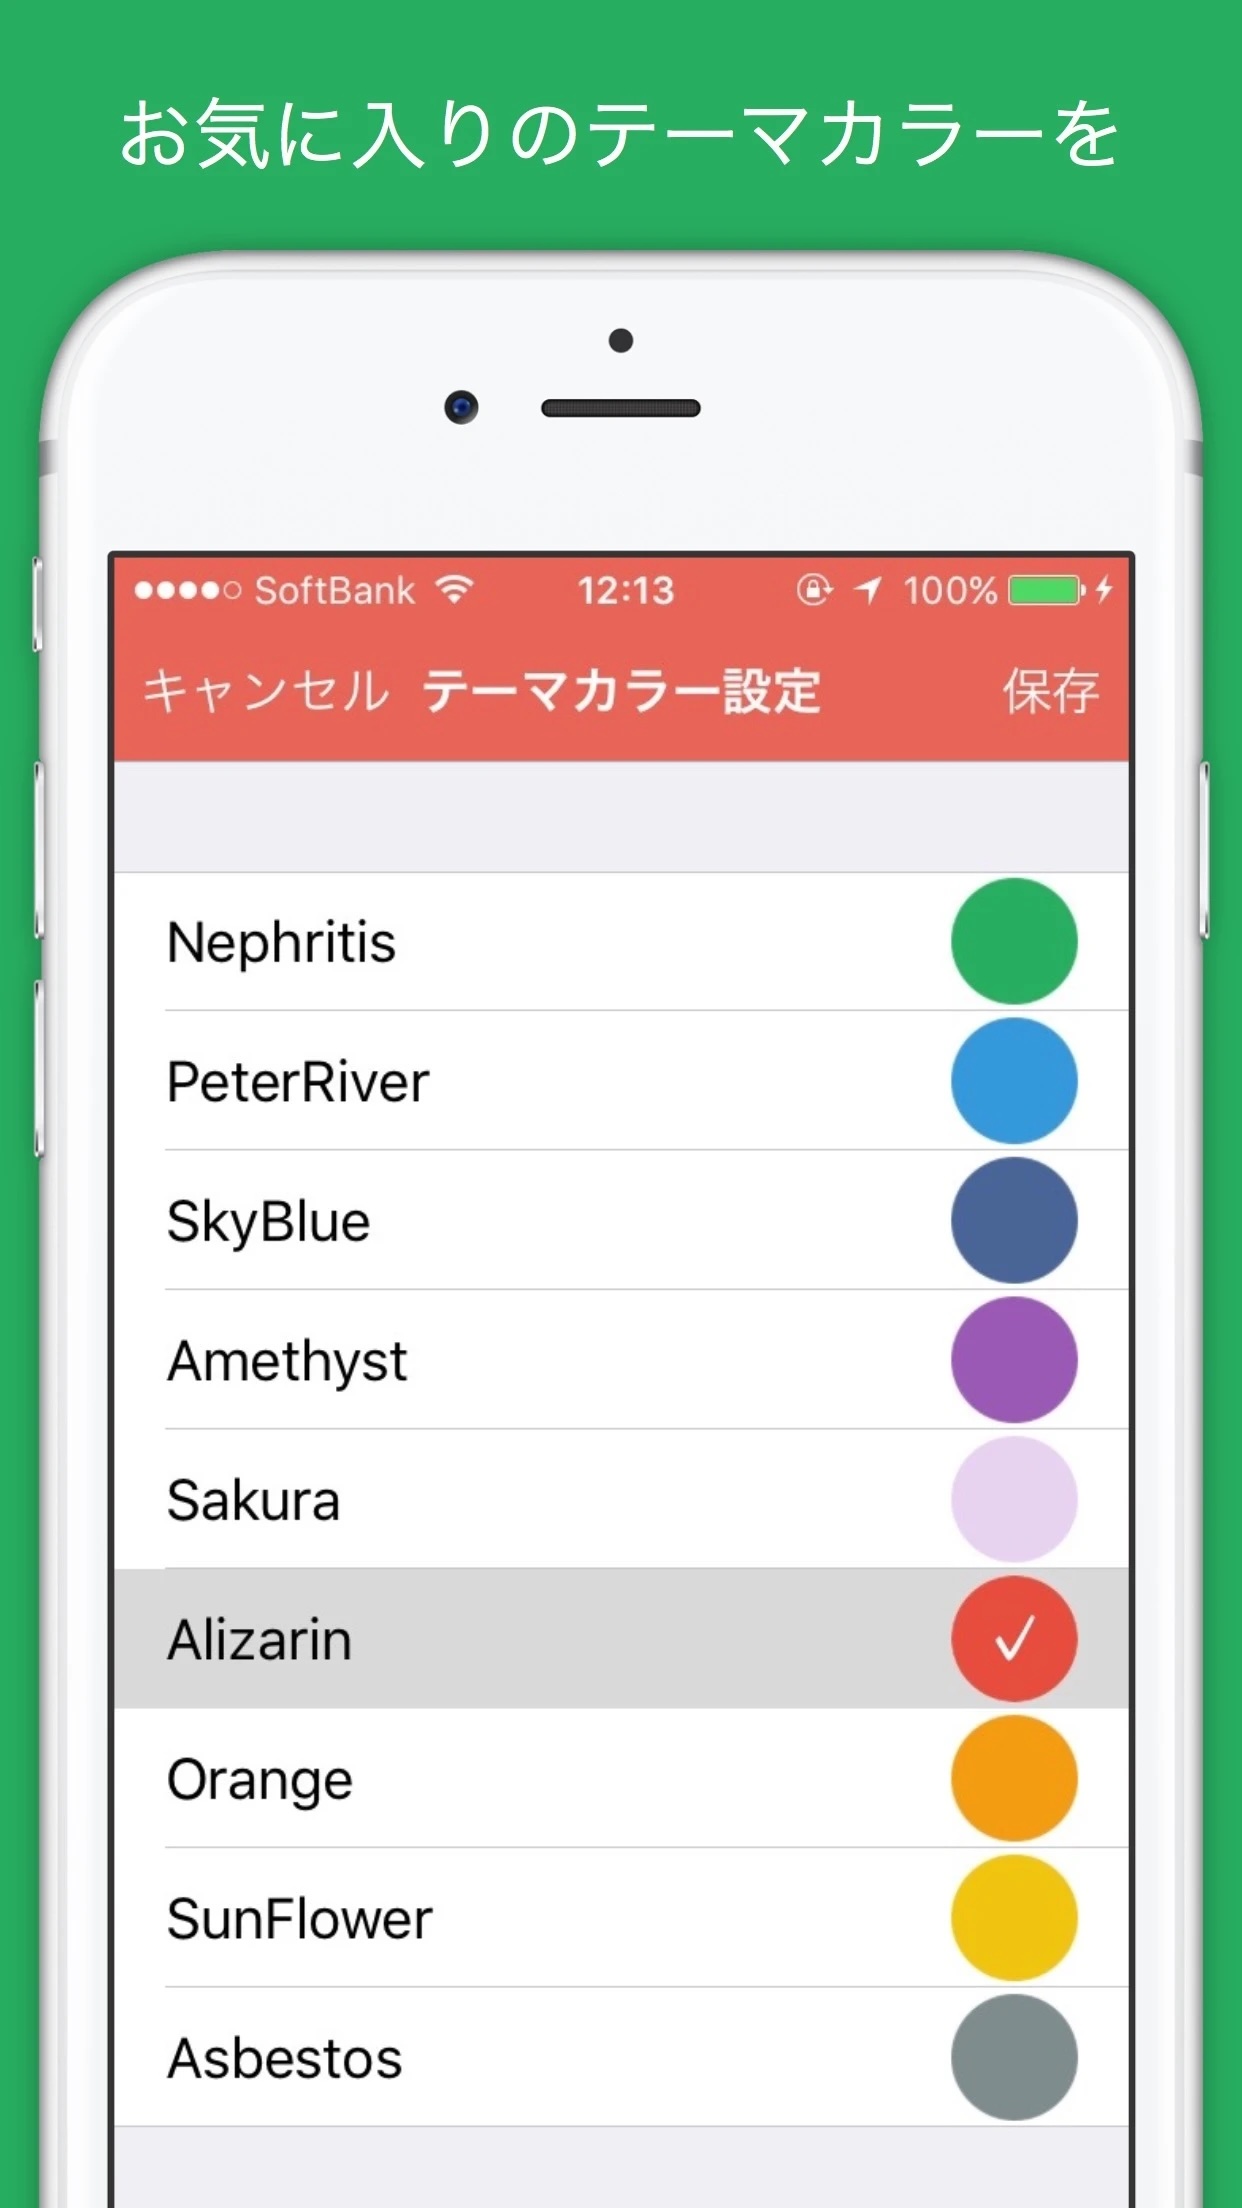 お気に入りのテーマカラーを
SoftBank 12:13 100%
キャンセル テーマカラー設定 保存
Nephritis
PeterRiver
SkyBlue
Amethyst
Sakura
Alizarin
Orange
SunFlower
Asbestos